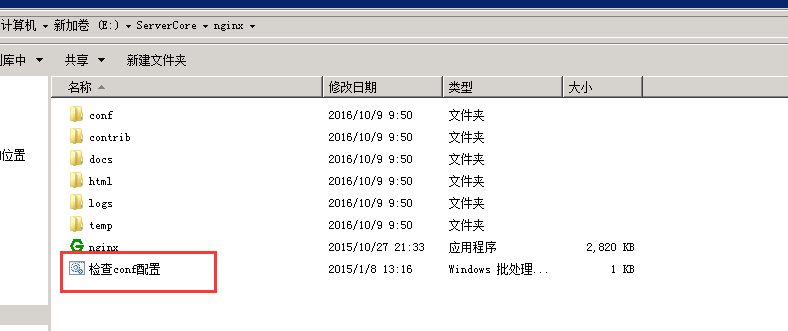 计算机 ▾ 新加卷 (E:) ▾ ServerCore ▾ nginx ▾
库中 ▾ 共享 ▾ 新建文件夹
名称 修改日期 类型 大小
conf 2016/10/9 9:50 文件夹
contrib 2016/10/9 9:50 文件夹
位置 docs 2016/10/9 9:50 文件夹
html 2016/10/9 9:50 文件夹
logs 2016/10/9 9:50 文件夹
temp 2016/10/9 9:50 文件夹
nginx 2015/10/27 21:33 应用程序 2,820 KB
检查conf配置 2015/1/8 13:16 Windows 批处理... 1 KB